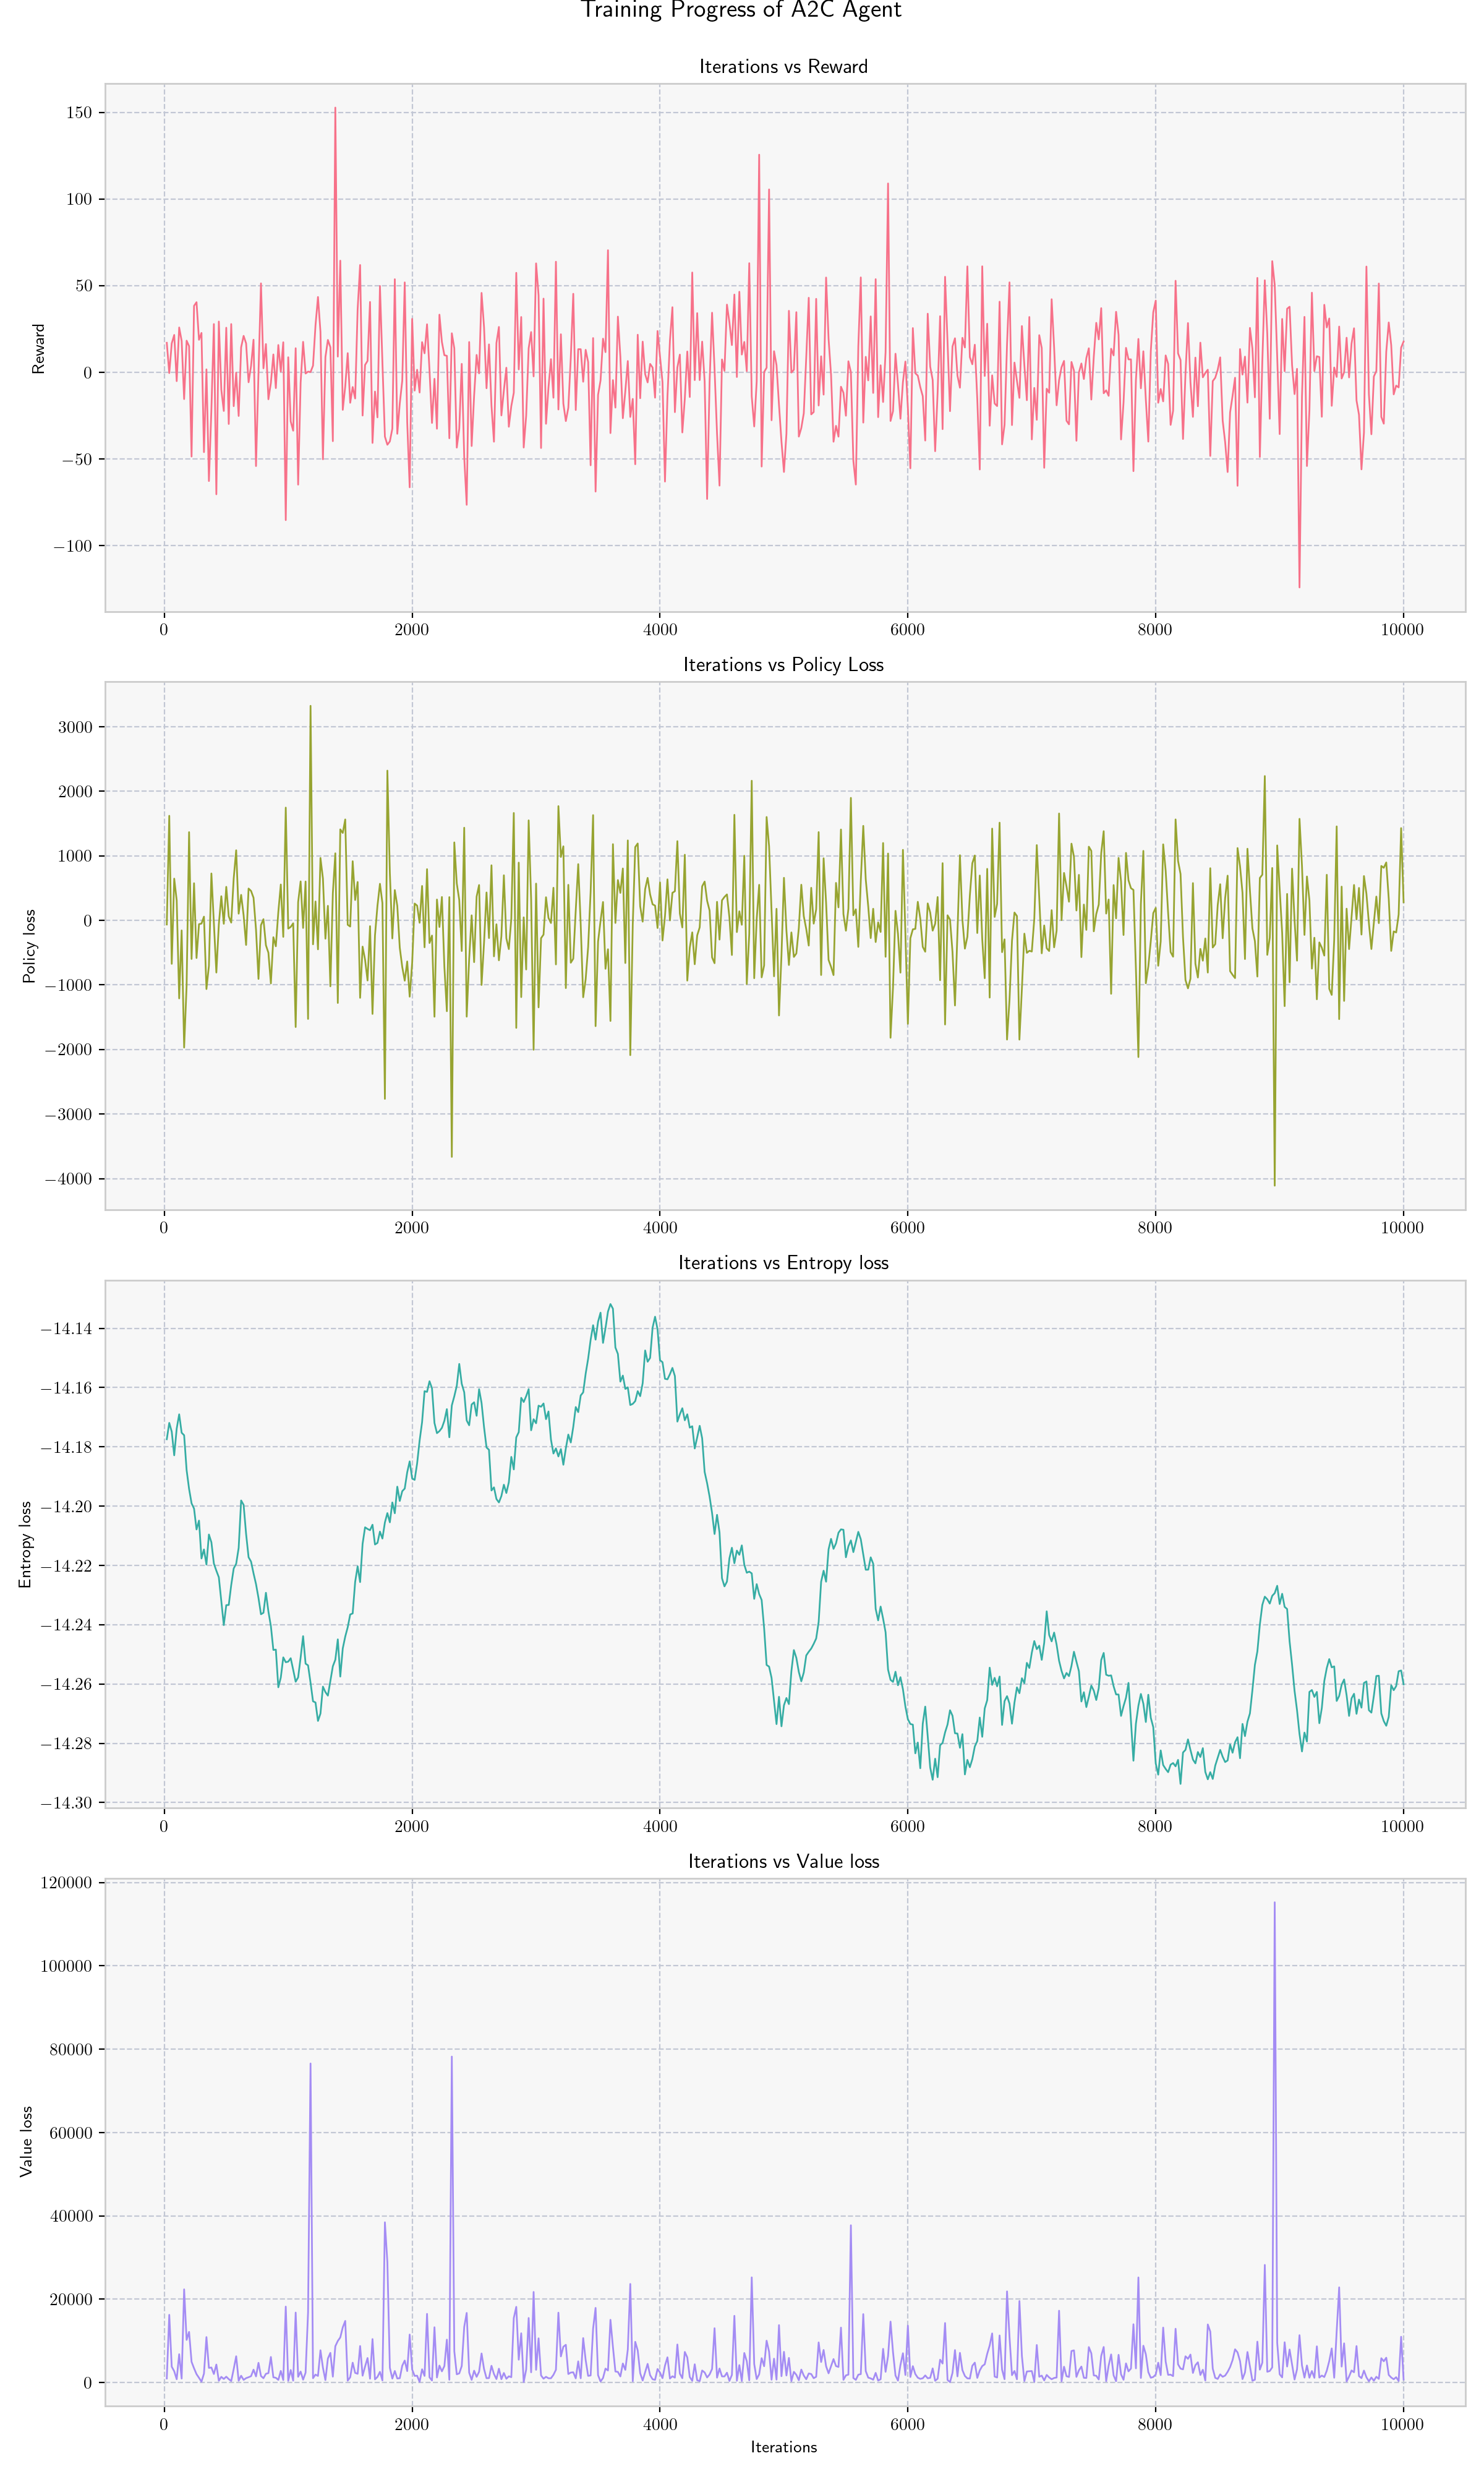 Training Progress of A2C Agent
Iterations vs Reward
150
100
50
0
−50
−100
Reward
0 2000 4000 6000 8000 10000
Iterations vs Policy Loss
3000
2000
1000
0
−1000
−2000
−3000
−4000
Policy loss
0 2000 4000 6000 8000 10000
Iterations vs Entropy loss
−14.14
−14.16
−14.18
−14.20
−14.22
−14.24
−14.26
−14.28
−14.30
Entropy loss
0 2000 4000 6000 8000 10000
Iterations vs Value loss
120000
100000
80000
60000
40000
20000
0
Value loss
0 2000 4000 6000 8000 10000
Iterations